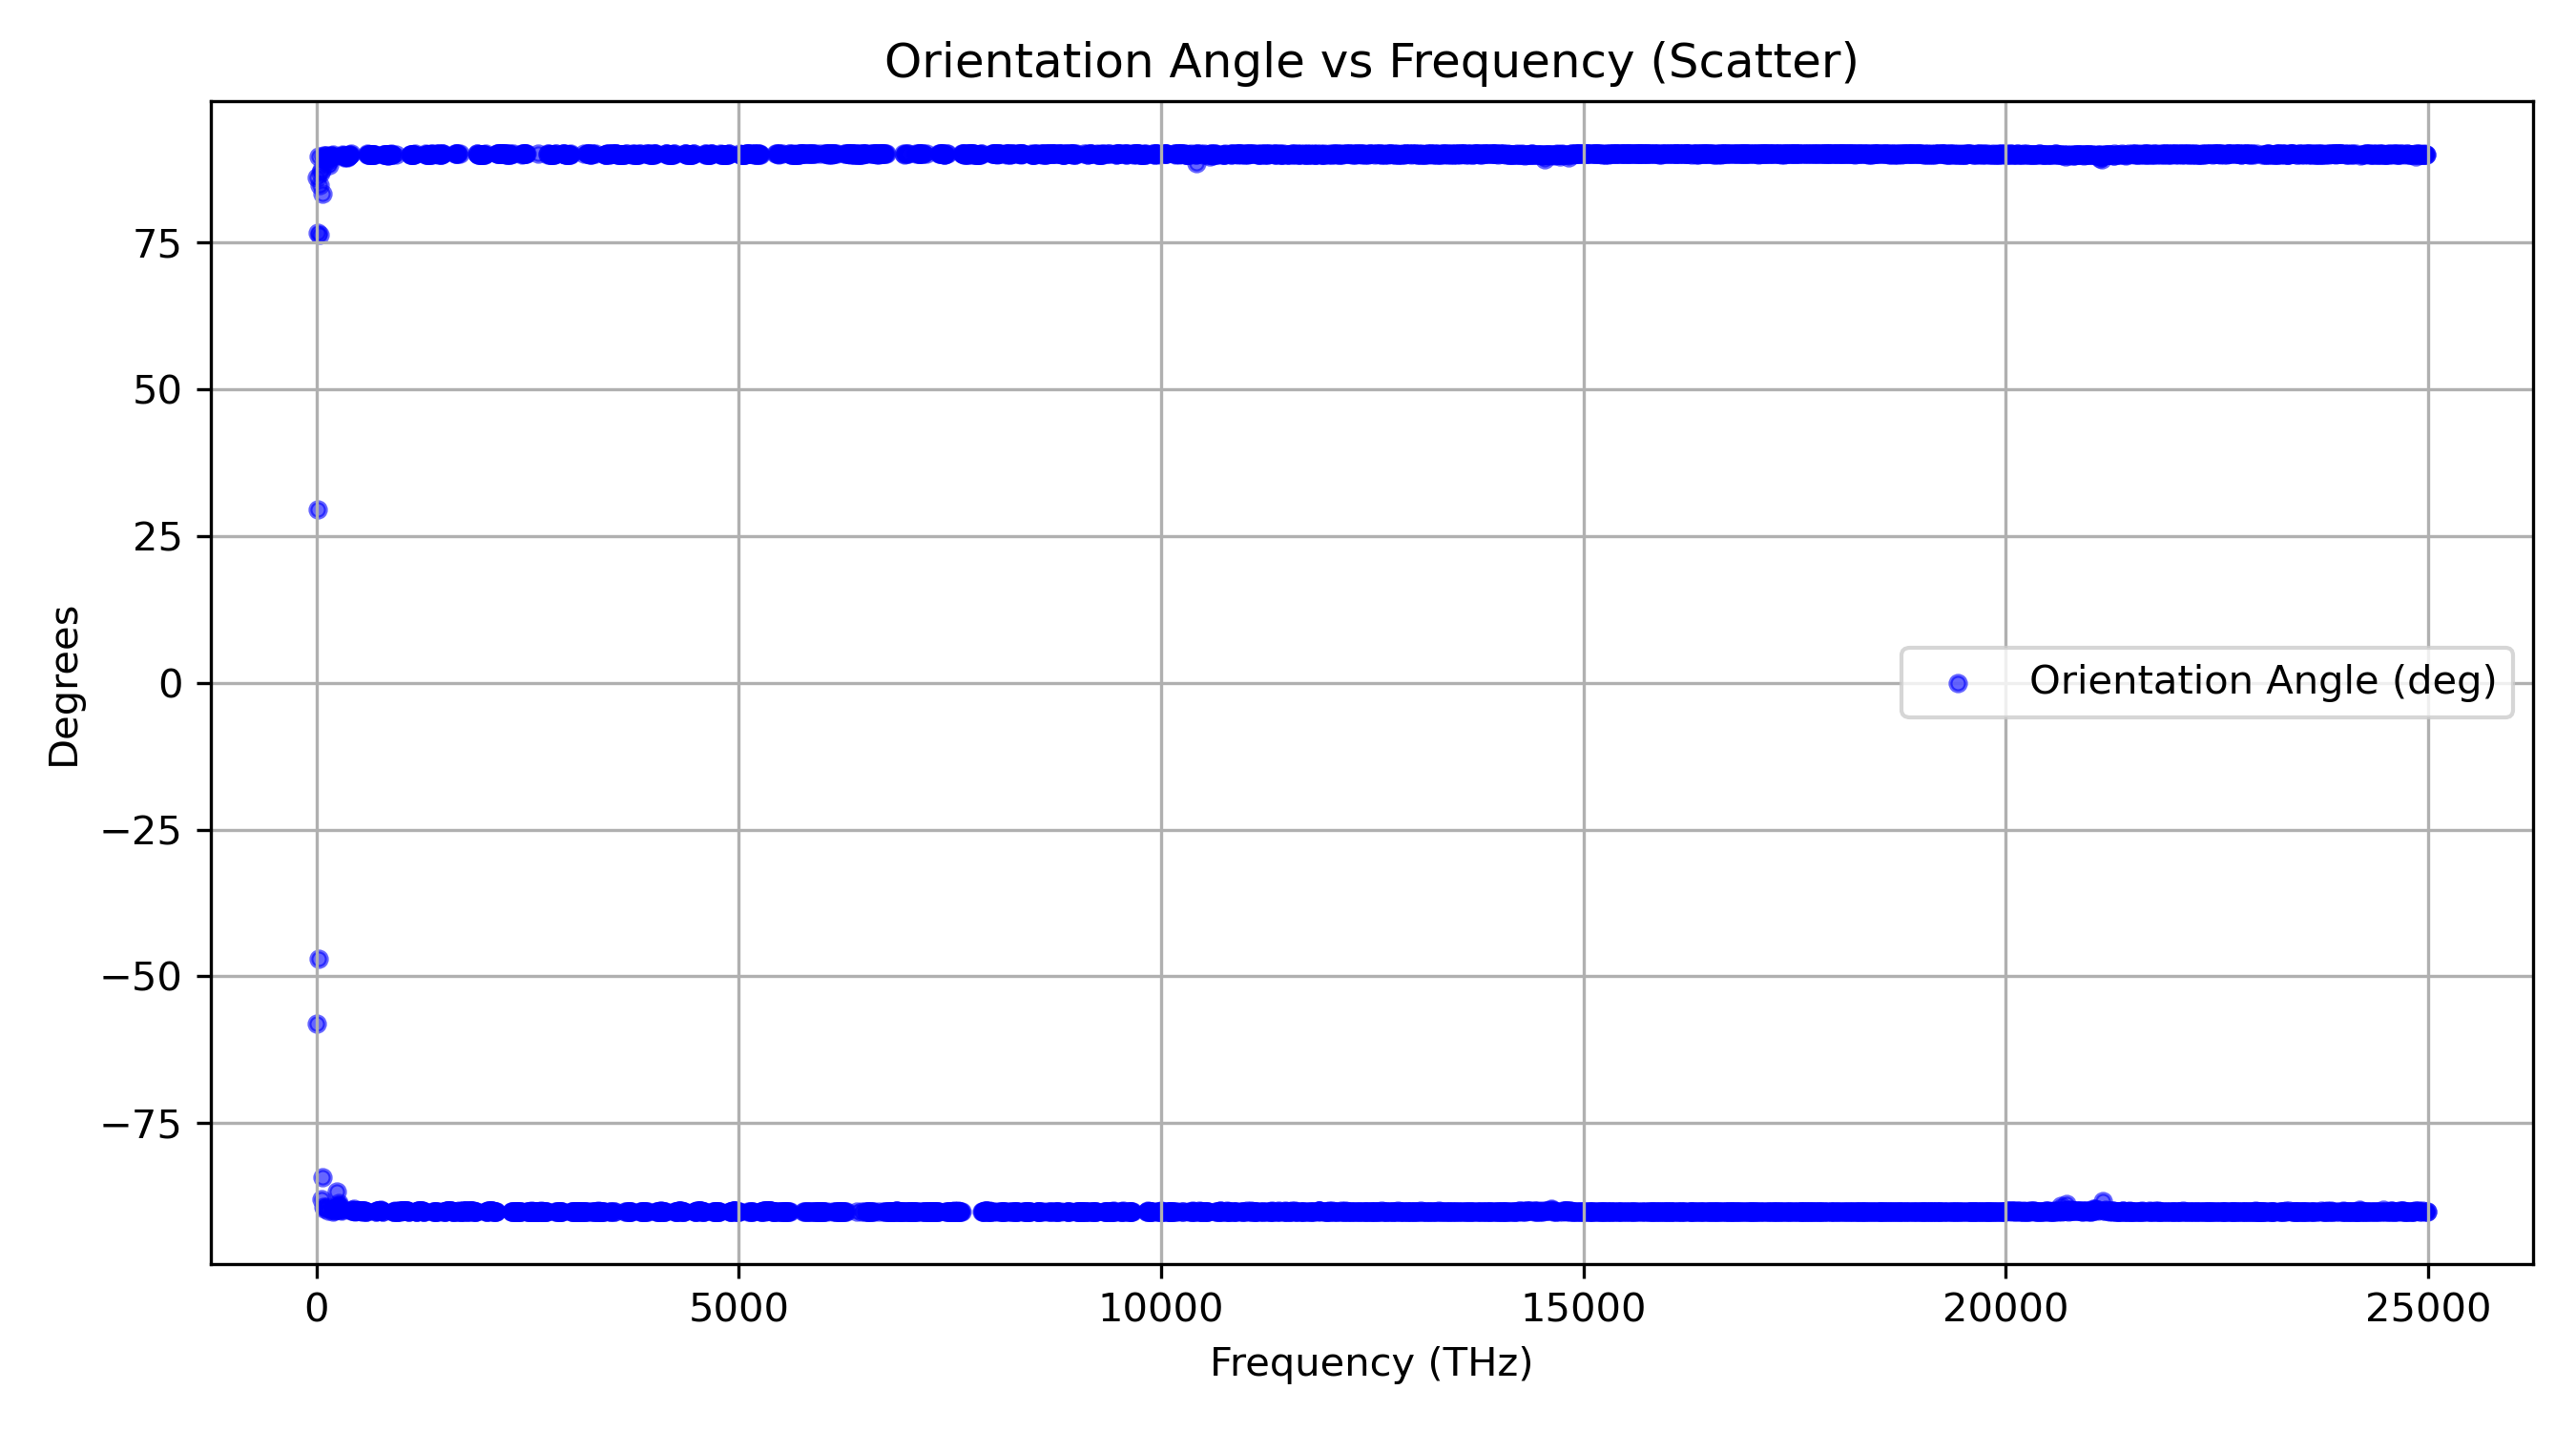 Orientation Angle vs Frequency (Scatter)
75
50
25
0
−25
−50
−75
Degrees
Orientation Angle (deg)
0 5000 10000 15000 20000 25000
Frequency (THz)